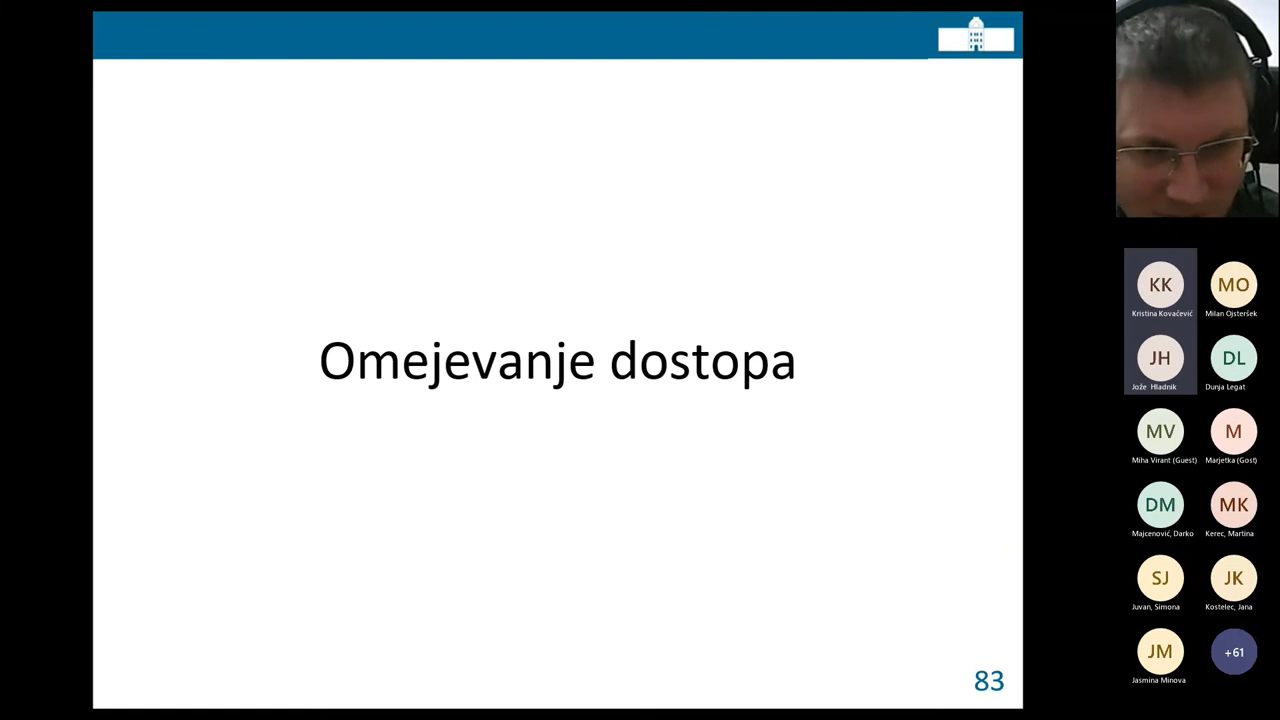 Omejevanje dostopa
83
KK
MO
Kristina Kovačević
Milan Ojsteršek
JH
DL
Jože Hladnik
Dunja Legat
MV
M
Miha Virant (Guest)
Marjetka (Gost)
DM
MK
Majcenović, Darko
Kerec, Martina
SJ
JK
Juvan, Simona
Kostelec, Jana
JM
+61
Jasmina Minova